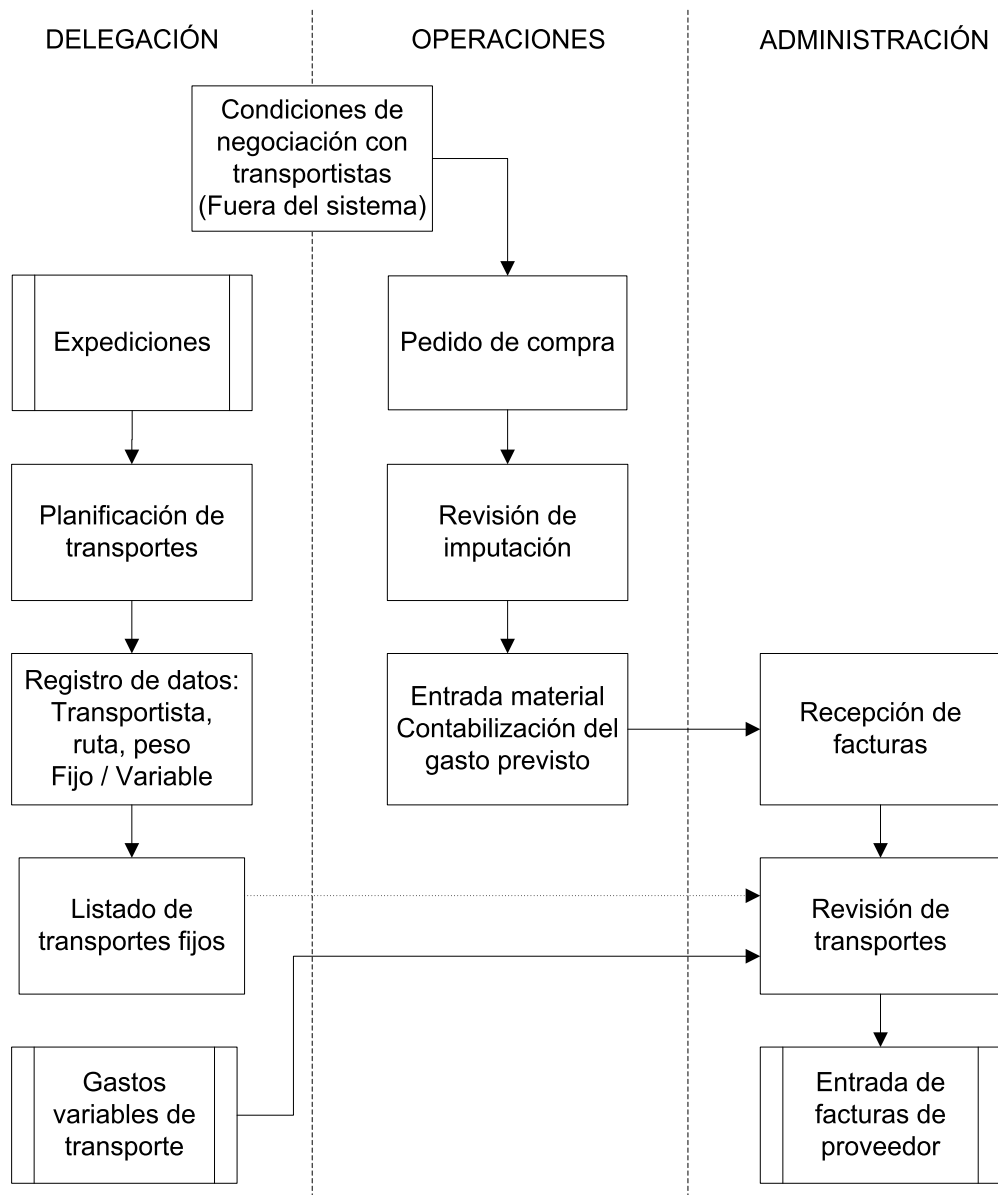 DELEGACIÓN
OPERACIONES
ADMINISTRACIÓN
Condiciones de
negociación con
transportistas
(Fuera del sistema)
Expediciones
Pedido de compra
Planificación de
transportes
Revisión de
imputación
Registro de datos:
Transportista,
ruta, peso
Fijo / Variable
Entrada material
Contabilización del
gasto previsto
Recepción de
facturas
Listado de
transportes fijos
Revisión de
transportes
Gastos
variables de
transporte
Entrada de
facturas de
proveedor